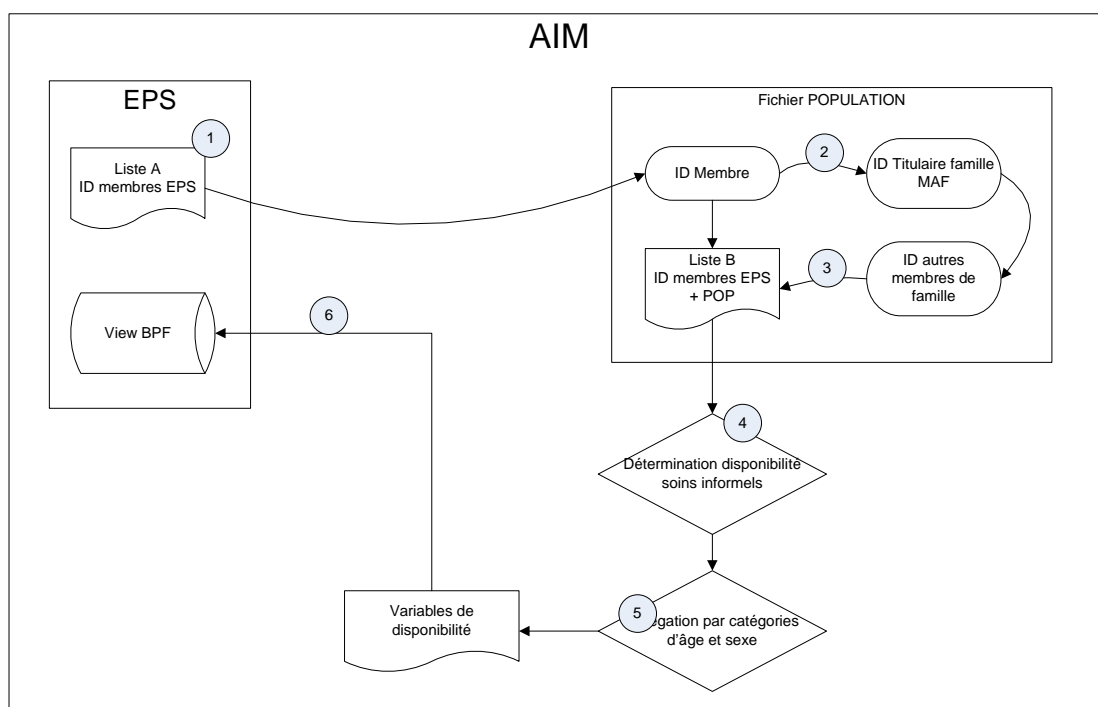 AIM
EPS
1
Liste A
ID membres EPS
View BPF
6
Fichier POPULATION
ID Membre
2
ID Titulaire famille
MAF
Liste B
ID membres EPS
+ POP
3
ID autres
membres de
famille
4
Détermination disponibilité
soins informels
5
par catégories
d'âge et sexe
Variables de
disponibilité